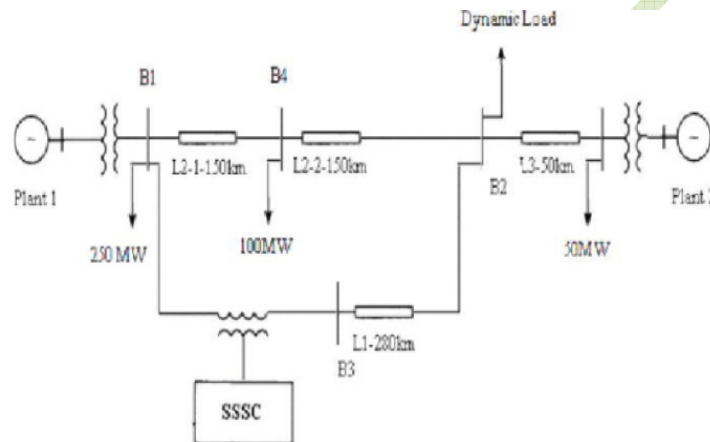 Dynamic Load
B1
B4
L2-1-150km
L2-2-150km
L3-50km
B2
Plant 1
Plant
250 MW
100MW
50MW
L1-280km
B3
SSSC